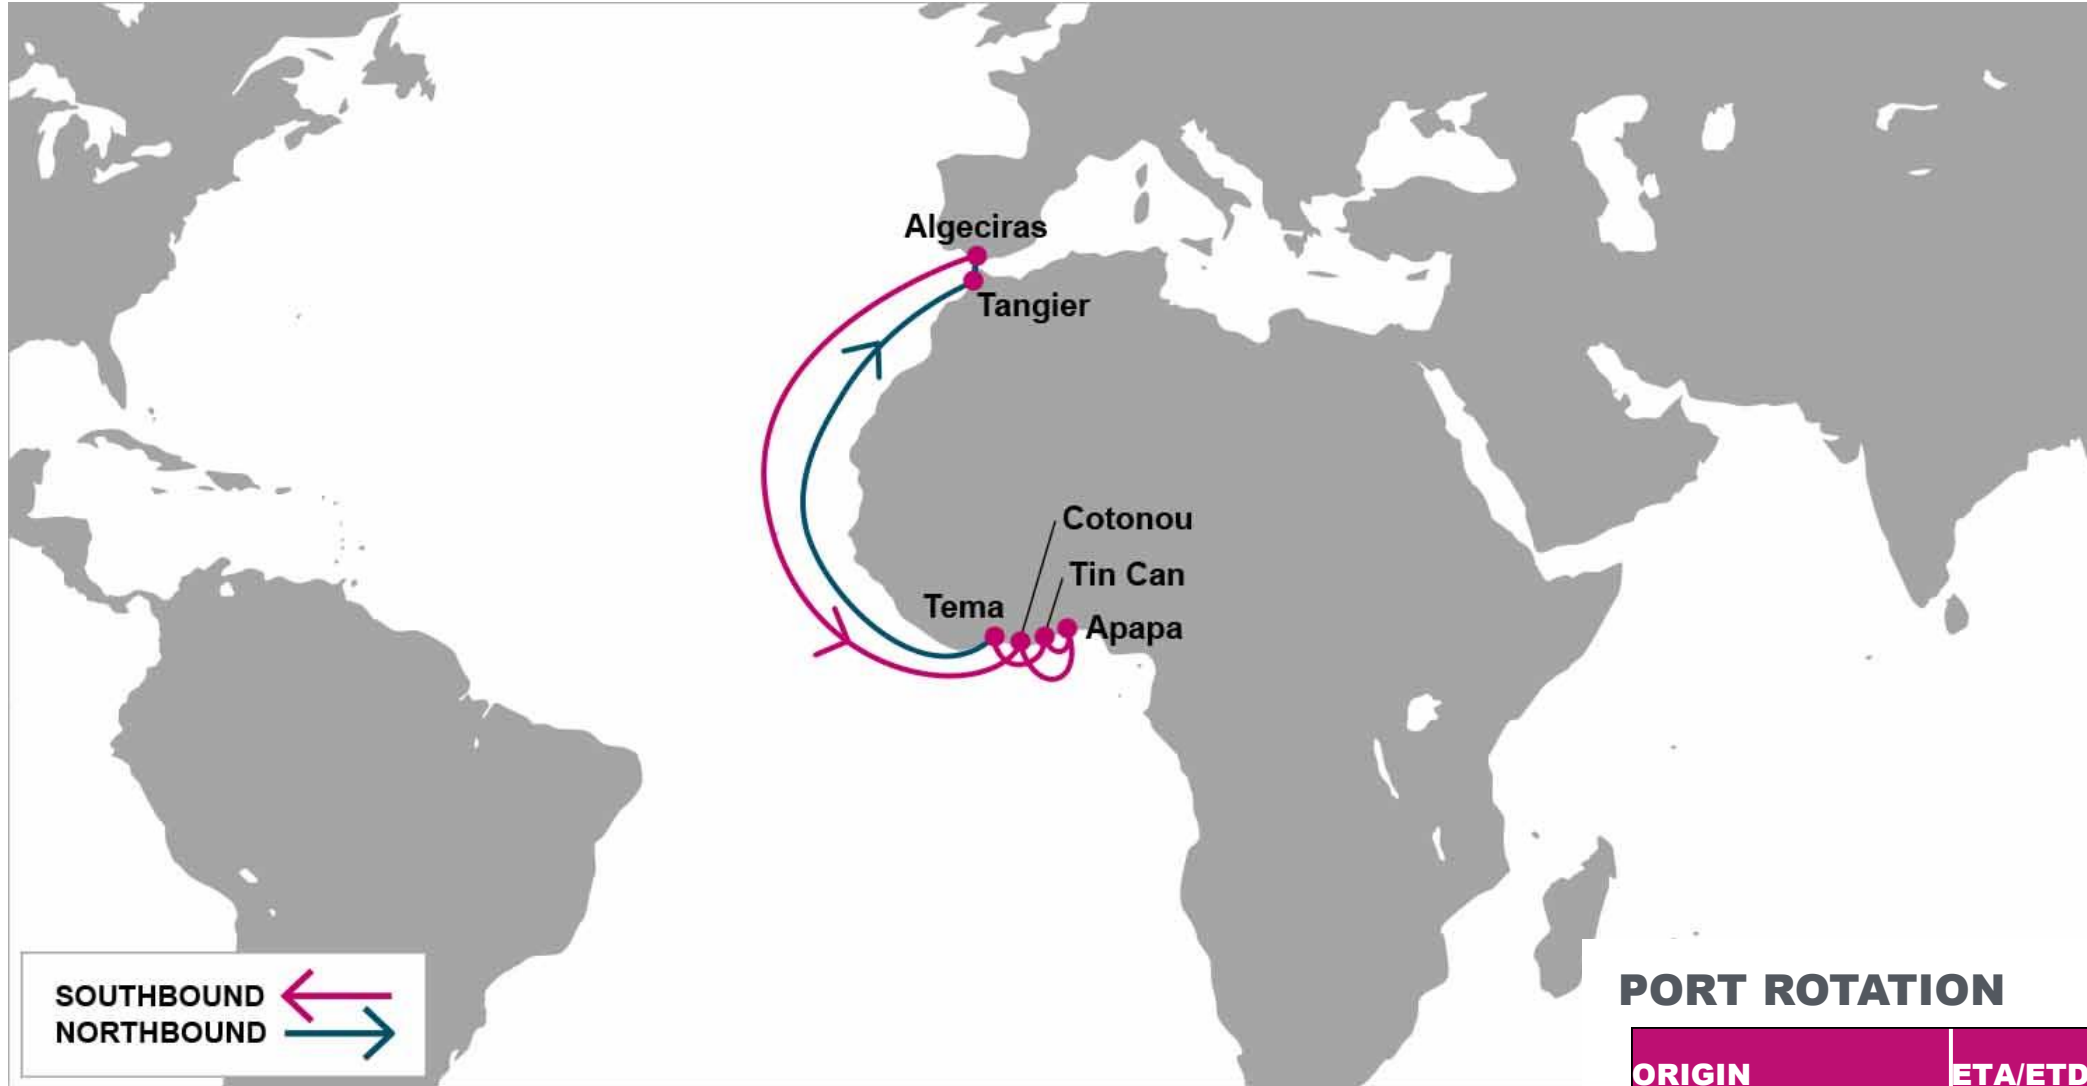 Algeciras
Tangier
Cotonou
Tin Can
Tema
Apapa
SOUTHBOUND
NORTHBOUND
PORT ROTATION
ORIGIN ETA/ETD